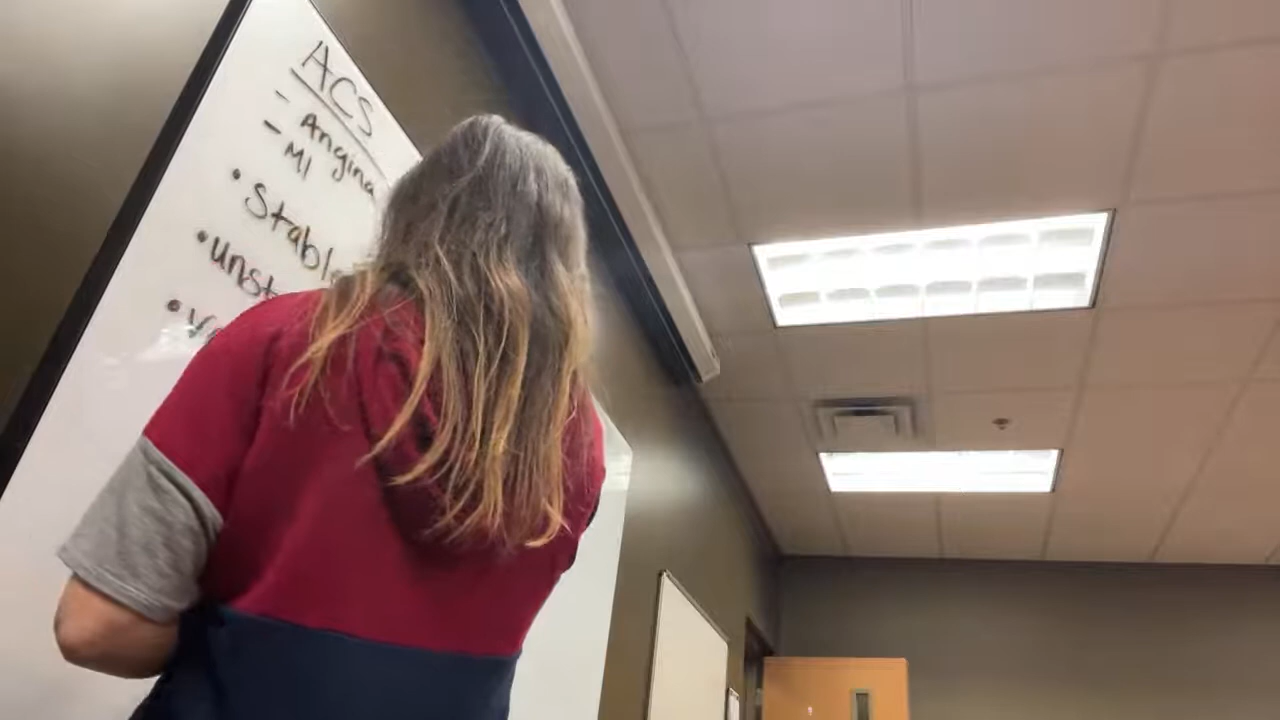 ACS
- Angina
- MI
• Stabl
• unst